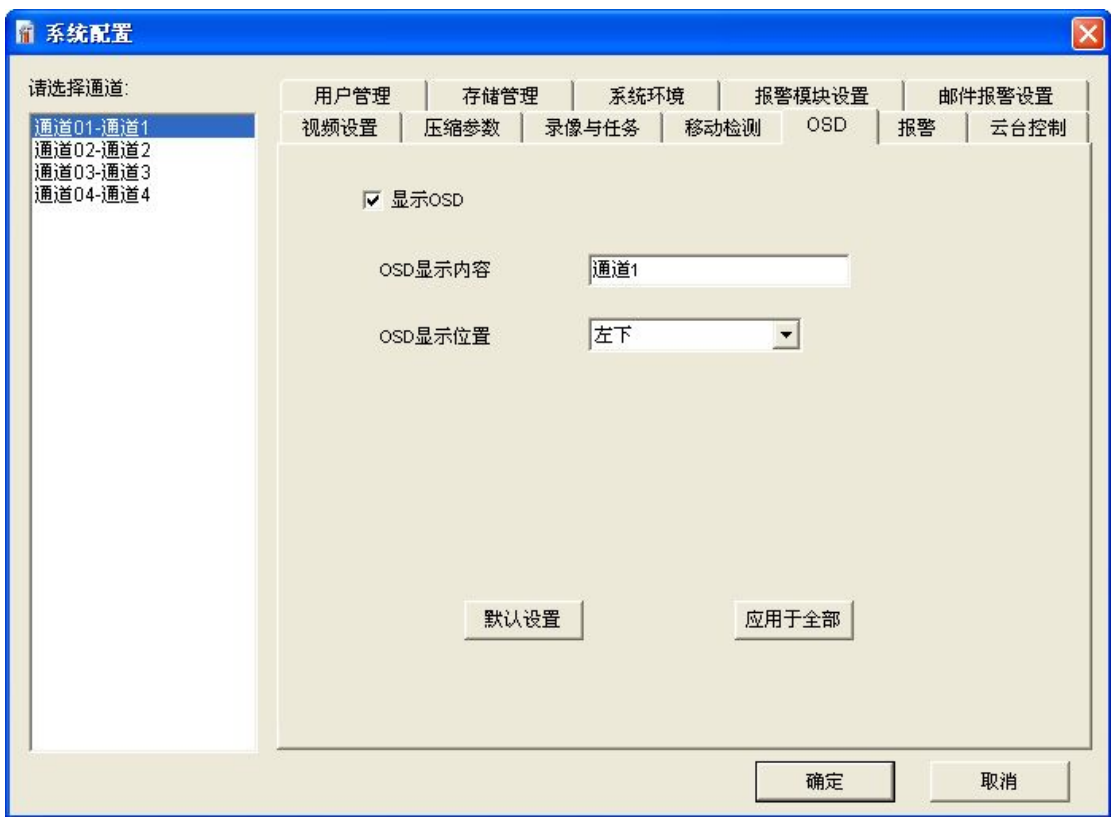 系统配置
请选择通道:
通道01-通道1
通道02-通道2
通道03-通道3
通道04-通道4
用户管理 存储管理 系统环境 报警模块设置 邮件报警设置
视频设置 压缩参数 录像与任务 移动检测 OSD 报警 云台控制
显示OSD
OSD显示内容 通道1
OSD显示位置 左下
默认设置 应用于全部
确定 取消